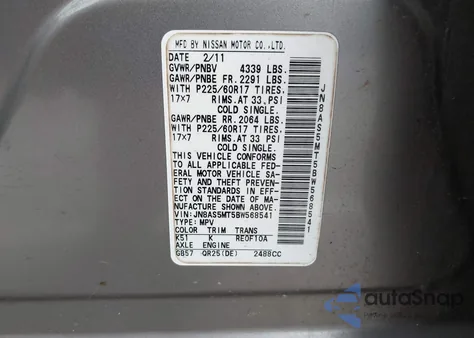 MFD BY NISSAN MOTOR CO.,LTD.
DATE 2/11
GVWR/PNBV 4339 LBS.
GAWR/PNBE FR. 2291 LBS.
WITH P225/60R17 TIRES,
17x7 RIMS.AT 33.PSI
COLD SINGLE.
GAWR/PNBE RR. 2064 LBS.
WITH P225/60R17 TIRES,
17x7 RIMS.AT 33.PSI
COLD SINGLE.
THIS VEHICLE CONFORMS
TO ALL APPLICABLE FED-
ERAL MOTOR VEHICLE SA-
FETY AND THEFT PREVEN-
TION STANDARDS IN EFF-
ECT ON THE DATE OF MA-
NUFACTURE SHOWN ABOVE
VIN:JN8AS5MT5BW568541
TYPE:MPV
COLOR TRIM TRANS
K51 K RE0F10A
AXLE ENGINE
GB57 QR25(DE) 2488CC
JN8AS5MT5BW568541
autoSnap